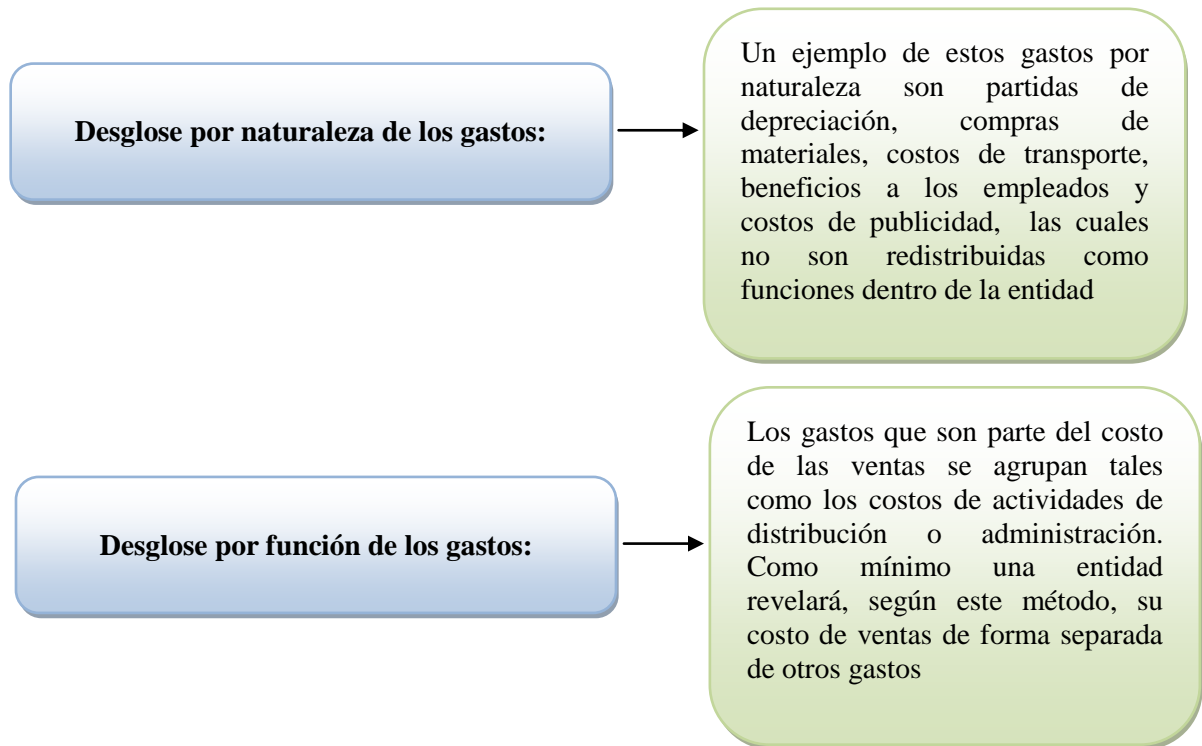 Desglose por naturaleza de los gastos:
Un ejemplo de estos gastos por
naturaleza son partidas de
depreciación, compras de
materiales, costos de transporte,
beneficios a los empleados y
costos de publicidad, las cuales
no son redistribuidas como
funciones dentro de la entidad
Desglose por función de los gastos:
Los gastos que son parte del costo
de las ventas se agrupan tales
como los costos de actividades de
distribución o administración.
Como mínimo una entidad
revelará, según este método, su
costo de ventas de forma separada
de otros gastos